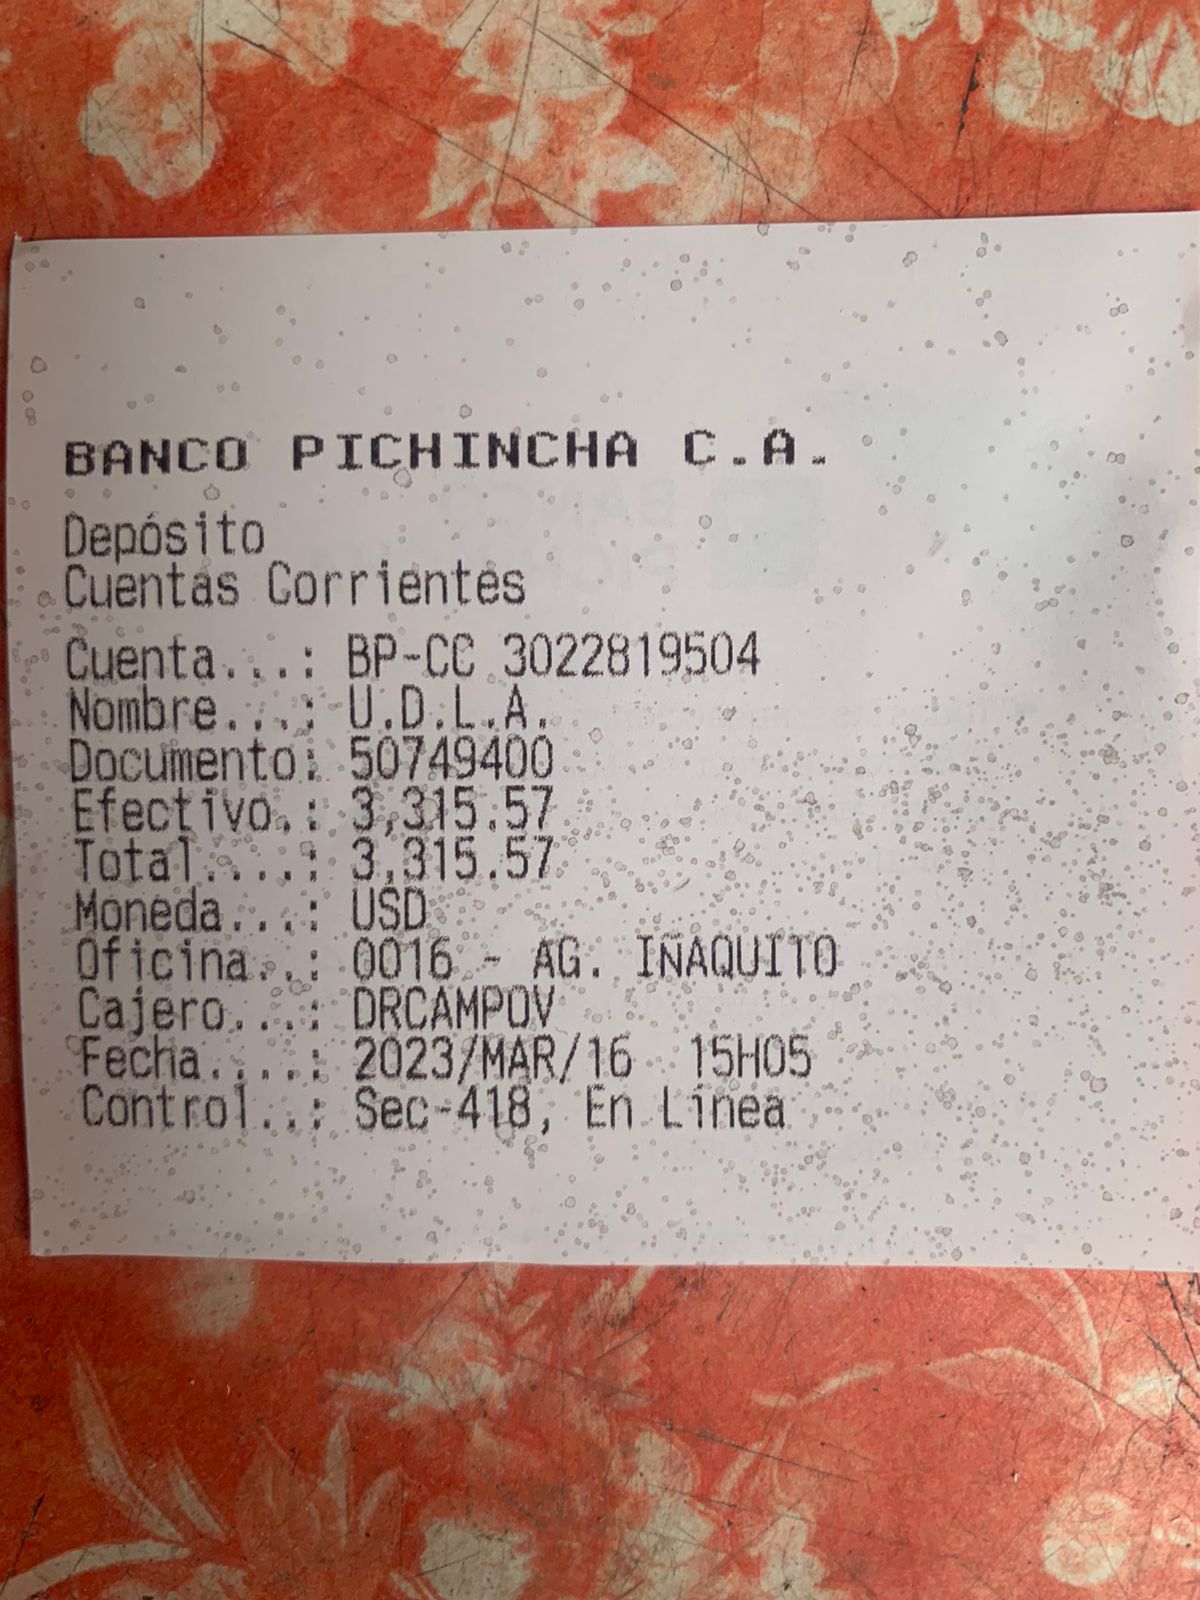 BANCO PICHINCHA C.A.
Depósito
Cuentas Corrientes
Cuenta...: BP-CC 3022819504
Nombre...: U.D.L.A.
Documento: 50749400
Efectivo.: 3,315.57
Total....: 3,315.57
Moneda...: USD
Oficina..: 0016 - AG. IÑAQUITO
Cajero...: DRCAMPOV
Fecha....: 2023/MAR/16  15H05
Control..: Sec-418, En Línea